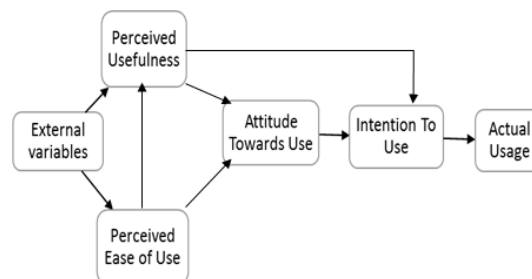 Perceived
Usefulness
External
variables
Attitude
Towards Use
Intention To
Use
Actual
Usage
Perceived
Ease of Use